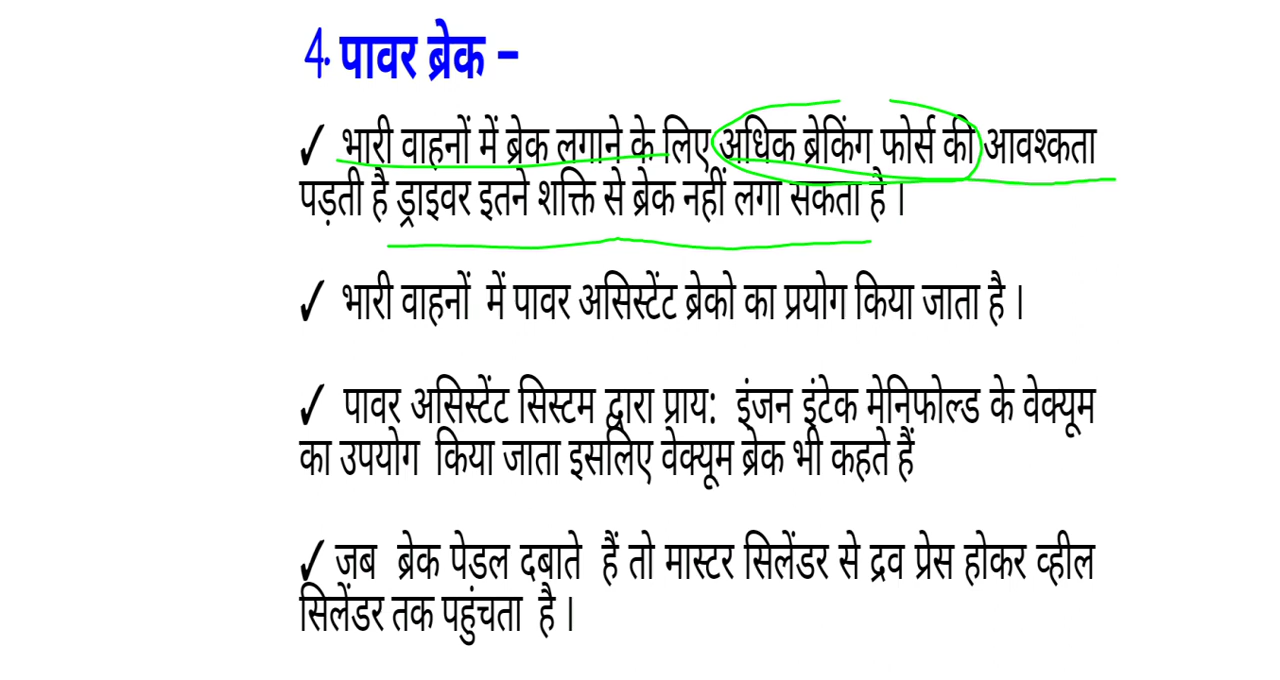 4. पावर ब्रेक –
✓ भारी वाहनों में ब्रेक लगाने के लिए अधिक ब्रेकिंग फोर्स की आवश्कता
पड़ती है ड्राइवर इतने शक्ति से ब्रेक नहीं लगा सकता है ।
✓ भारी वाहनों में पावर असिस्टेंट ब्रेको का प्रयोग किया जाता है ।
✓ पावर असिस्टेंट सिस्टम द्वारा प्राय: इंजन इंटेक मेनिफोल्ड के वेक्यूम
का उपयोग किया जाता इसलिए वेक्यूम ब्रेक भी कहते हैं
✓ जब ब्रेक पेडल दबाते हैं तो मास्टर सिलेंडर से द्रव प्रेस होकर व्हील
सिलेंडर तक पहुंचता है ।